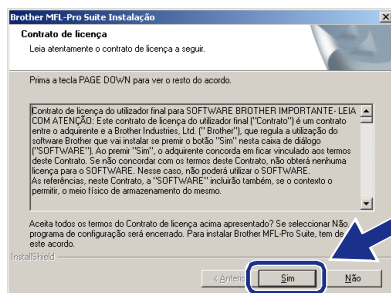 Brother MFL-Pro Suite Instalação
Contrato de licença
Leia atentamente o contrato de licença a seguir.
Prima a tecla PAGE DOWN para ver o resto do acordo.
Contrato de licença do utilizador final para SOFTWARE BROTHER IMPORTANTE- LEIA
COM ATENÇÃO: Este contrato de licença do utilizador final ("Contrato") é um contrato
entre o adquirente e a Brother Industries, Ltd. (" Brother"), que regula a utilização do
software Brother que vai instalar se premir o botão "Sim" nesta caixa de diálogo
("SOFTWARE"). Ao premir "Sim", o adquirente concorda em ficar vinculado aos termos
deste Contrato. Se não concordar com os termos deste Contrato, não obterá nenhuma
licença para o SOFTWARE. Nesse caso, não poderá utilizar o SOFTWARE.
As referências, neste Contrato, a "SOFTWARE" incluirão também, se o contexto o
permitir, o meio físico de armazenamento do mesmo.
Aceita todos os termos do Contrato de licença acima apresentado? Se seleccionar Não,
programa de configuração será encerrado. Para instalar Brother MFL-Pro Suite, tem de
este acordo.
InstallShield
< Anterio
Sim
Não